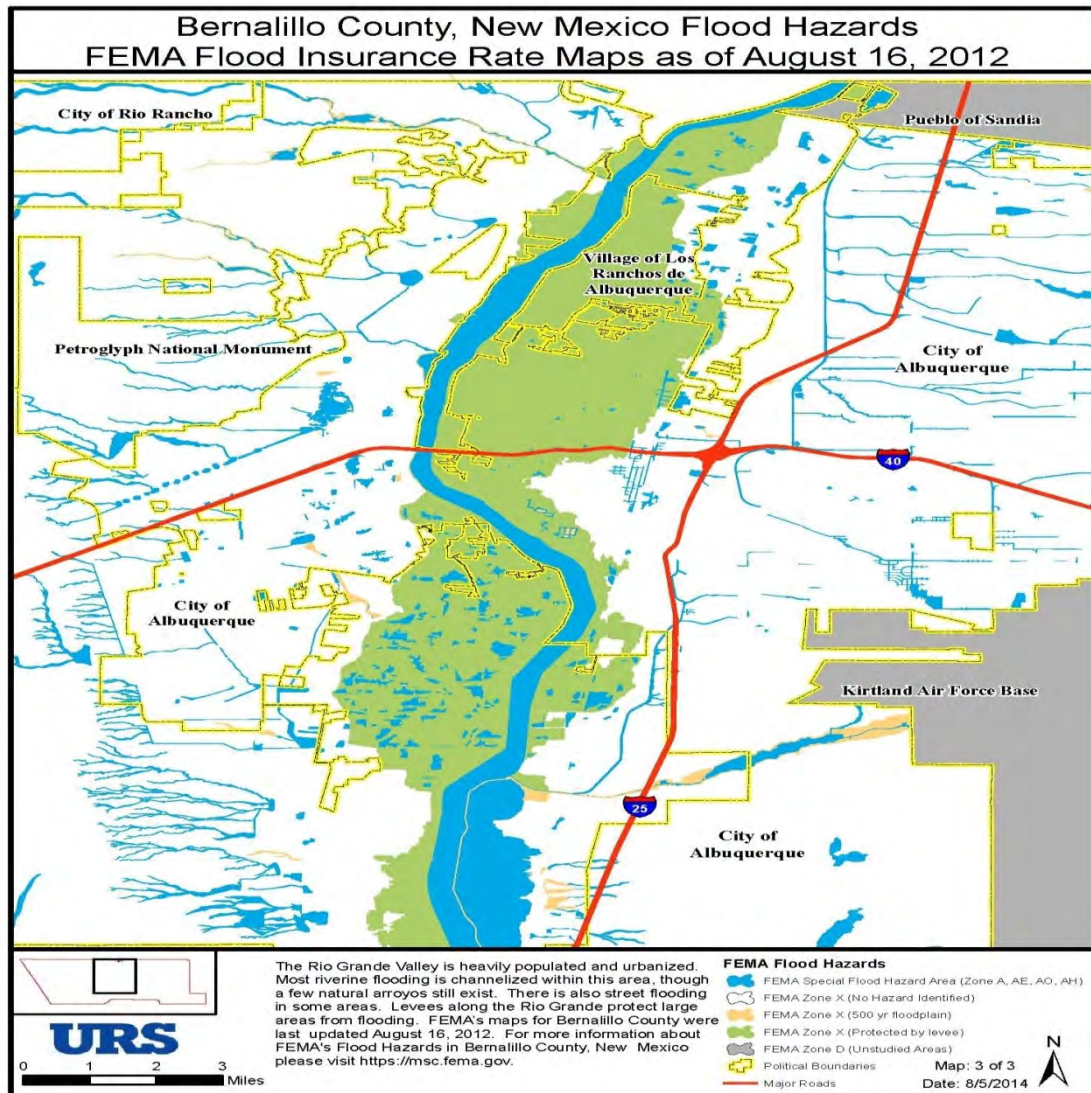 Bernalillo County, New Mexico Flood Hazards
FEMA Flood Insurance Rate Maps as of August 16, 2012
City of Rio Rancho
Pueblo of Sandia
Village of Los
Ranchos de
Albuquerque
Petroglyph National Monument
City of
Albuquerque
40
City of
Albuquerque
Kirtland Air Force Base
25
City of
Albuquerque
URS
0 1 2 3
Miles
The Rio Grande Valley is heavily populated and urbanized.
Most riverine flooding is channelized within this area, though
a few natural arroyos still exist. There is also street flooding
in some areas. Levees along the Rio Grande protect large
areas from flooding. FEMA's maps for Bernalillo County were
last updated August 16, 2012. For more information about
FEMA's Flood Hazards in Bernalillo County, New Mexico
please visit https://msc.fema.gov.
FEMA Flood Hazards
FEMA Special Flood Hazard Area (Zone A, AE, AO, AH)
FEMA Zone X (No Hazard Identified)
FEMA Zone X (500 yr floodplain)
FEMA Zone X (Protected by levee)
FEMA Zone D (Unstudied Areas)
Political Boundaries
Major Roads
N
Map: 3 of 3
Date: 8/5/2014